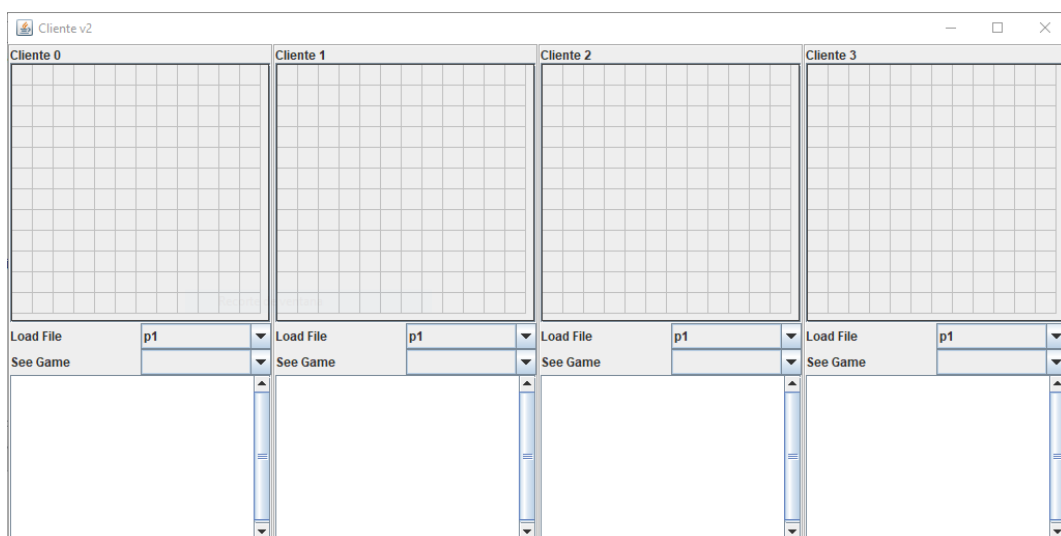 Cliente v2
Cliente 0
Cliente 1
Cliente 2
Cliente 3
Load File p1
Load File p1
Load File p1
Load File p1
See Game
See Game
See Game
See Game